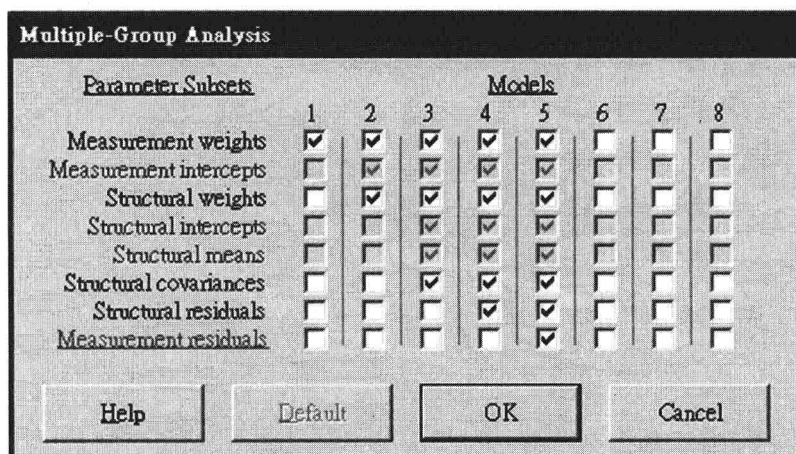 Multiple-Group Analysis
Parameter Subsets Models
1 2 3 4 5 6 7 8
Measurement weights
Measurement intercepts
Structural weights
Structural intercepts
Structural means
Structural covariances
Structural residuals
Measurement residuals
Help Default OK Cancel